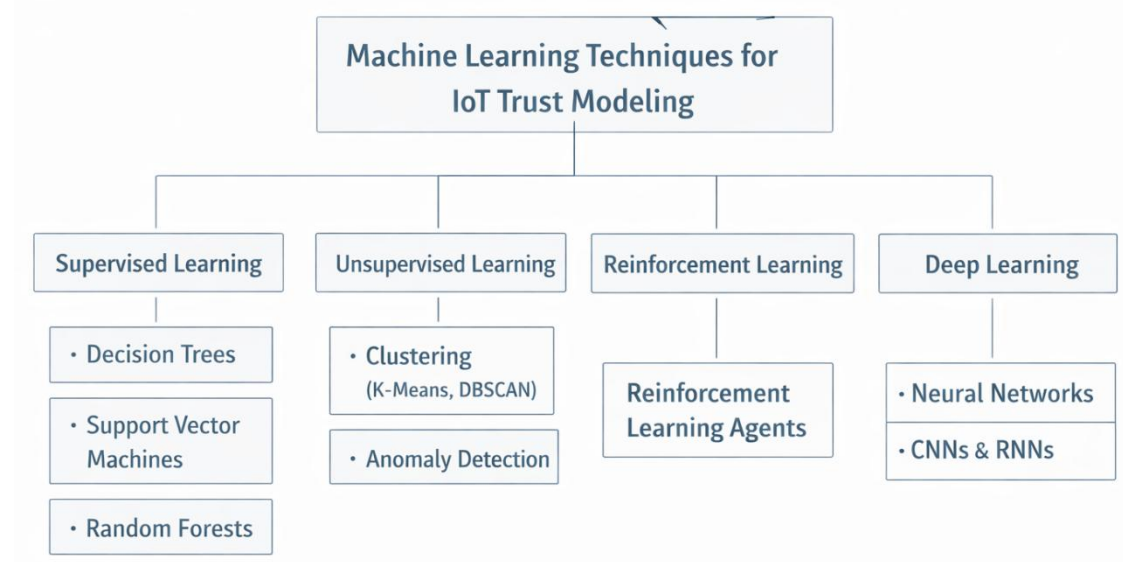 Machine Learning Techniques for
IoT Trust Modeling
Supervised Learning
Unsupervised Learning
Reinforcement Learning
Deep Learning
• Decision Trees
• Support Vector
Machines
• Random Forests
• Clustering
(K-Means, DBSCAN)
• Anomaly Detection
Reinforcement
Learning Agents
• Neural Networks
• CNNs & RNNs